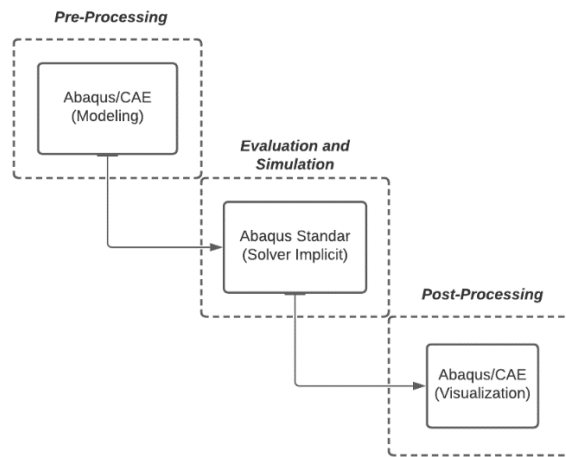 Pre-Processing
Abaqus/CAE
(Modeling)
Evaluation and
Simulation
Abaqus Standar
(Solver Implicit)
Post-Processing
Abaqus/CAE
(Visualization)